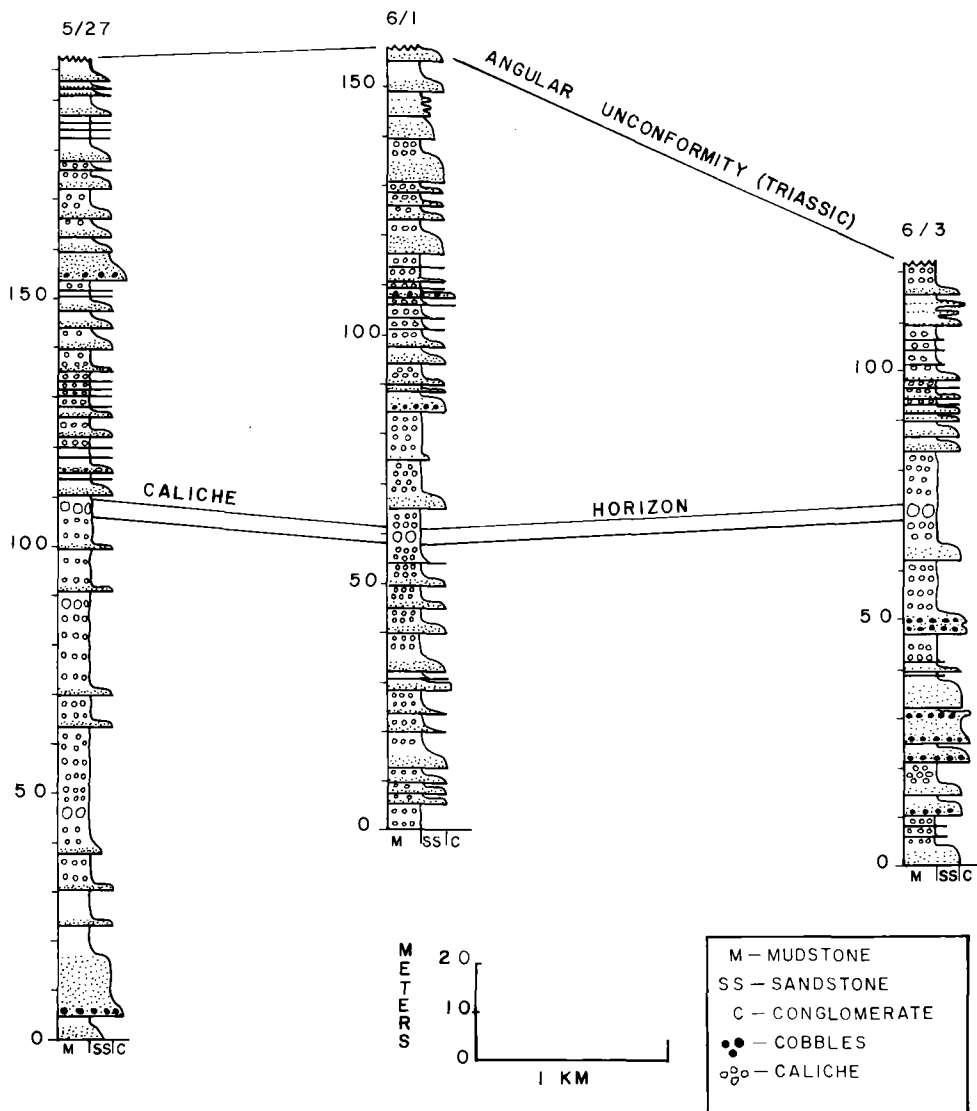 5/27
6/1
ANGULAR UNCONFORMITY (TRIASSIC)
6/3
150
100
50
0
M SS C
150
100
50
0
M SS C
100
50
0
M SS C
CALICHE HORIZON
METERS
20
10
0
1 KM
M – MUDSTONE
SS – SANDSTONE
C – CONGLOMERATE
– COBBLES
– CALICHE